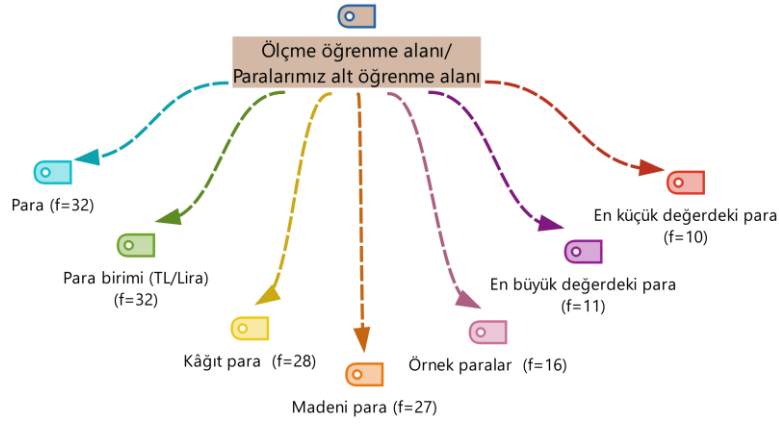 Ölçme öğrenme alanı/
Paralarımız alt öğrenme alanı
Para (f=32)
Para birimi (TL/Lira)
(f=32)
Kâğıt para (f=28)
Madeni para (f=27)
Örnek paralar (f=16)
En büyük değerdeki para
(f=11)
En küçük değerdeki para
(f=10)